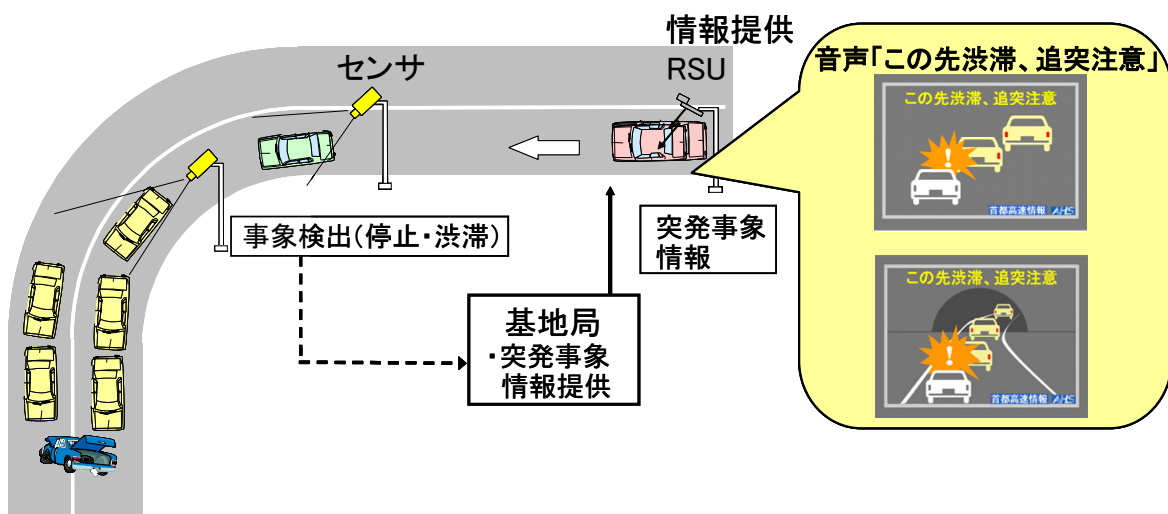 情報提供
RSU
センサ
音声「この先渋滞、追突注意」
この先渋滞、追突注意
!
首都高速情報 AHS
事象検出(停止・渋滞)
突発事象
情報
基地局
・突発事象
情報提供
この先渋滞、追突注意
!
首都高速情報 AHS